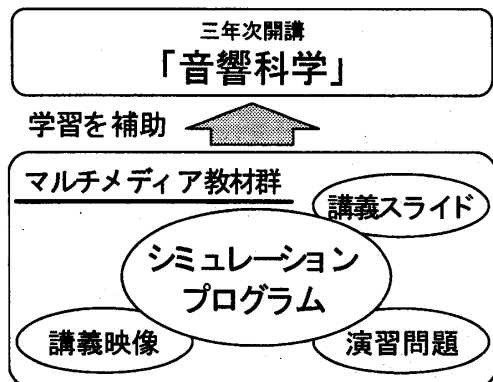 三年次開講
「音響科学」
学習を補助
マルチメディア教材群
講義スライド
シミュレーション
プログラム
講義映像
演習問題